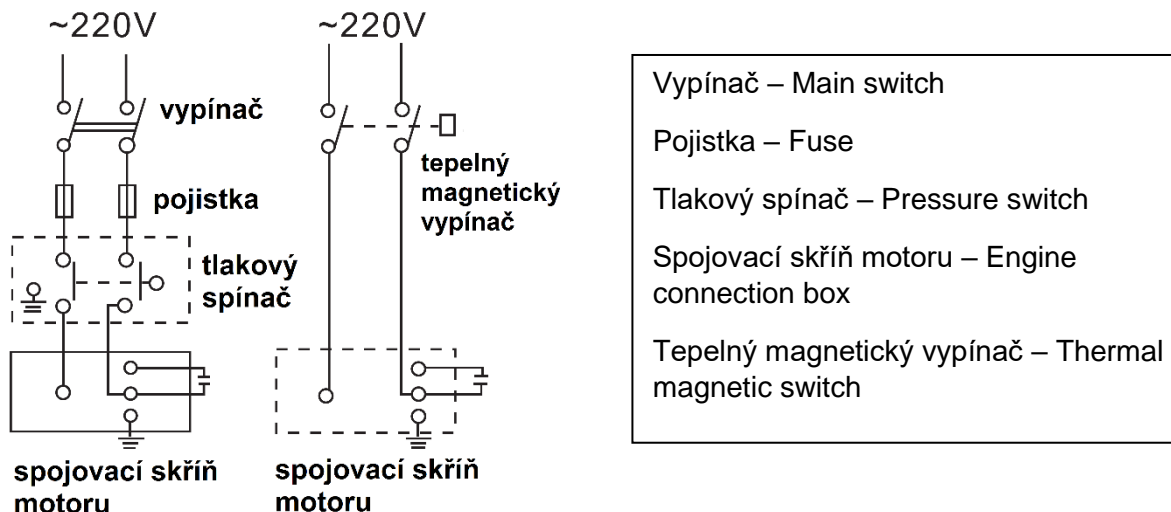 ~220V
vypínač
pojistka
tlakový
spínač
spojovací skříň
motoru
~220V
tepelný
magnetický
vypínač
spojovací skříň
motoru
Vypínač – Main switch
Pojistka – Fuse
Tlakový spínač – Pressure switch
Spojovací skříň motoru – Engine
connection box
Tepelný magnetický vypínač – Thermal
magnetic switch